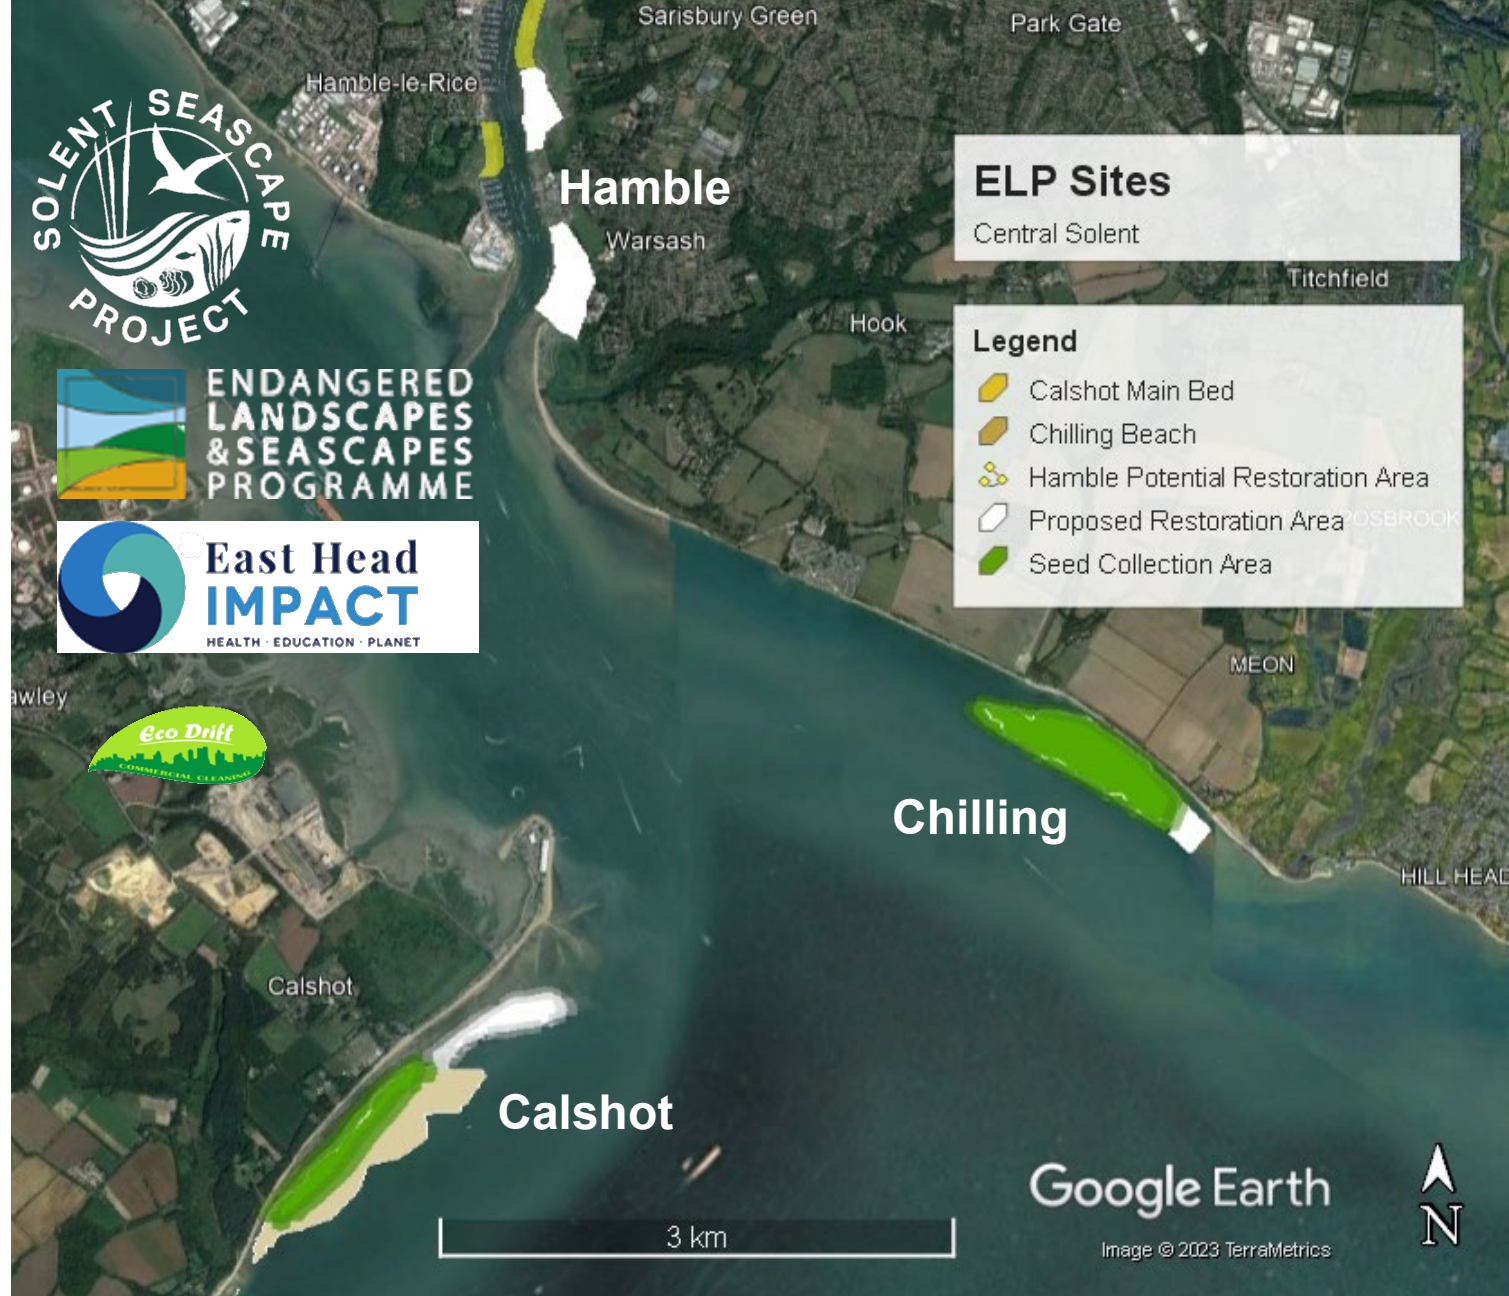 Sarisbury Green
Park Gate
Hamble-le-Rice
SOLENT SEASCAPE
PROJECT
Hamble
Warsash
ELP Sites
Central Solent
Titchfield
Hook
Legend
Calshot Main Bed
Chilling Beach
Hamble Potential Restoration Area
Proposed Restoration Area
POSBROOK
Seed Collection Area
ENDANGERED
LANDSCAPES
&SEASCAPES
PROGRAMME
East Head
IMPACT
HEALTH · EDUCATION · PLANET
MEON
awley
Eco Drift
COMMERCIAL CLEANING
Chilling
HILL HEAD
Calshot
Calshot
Google Earth
3 km
Image © 2023 TerraMetrics
N